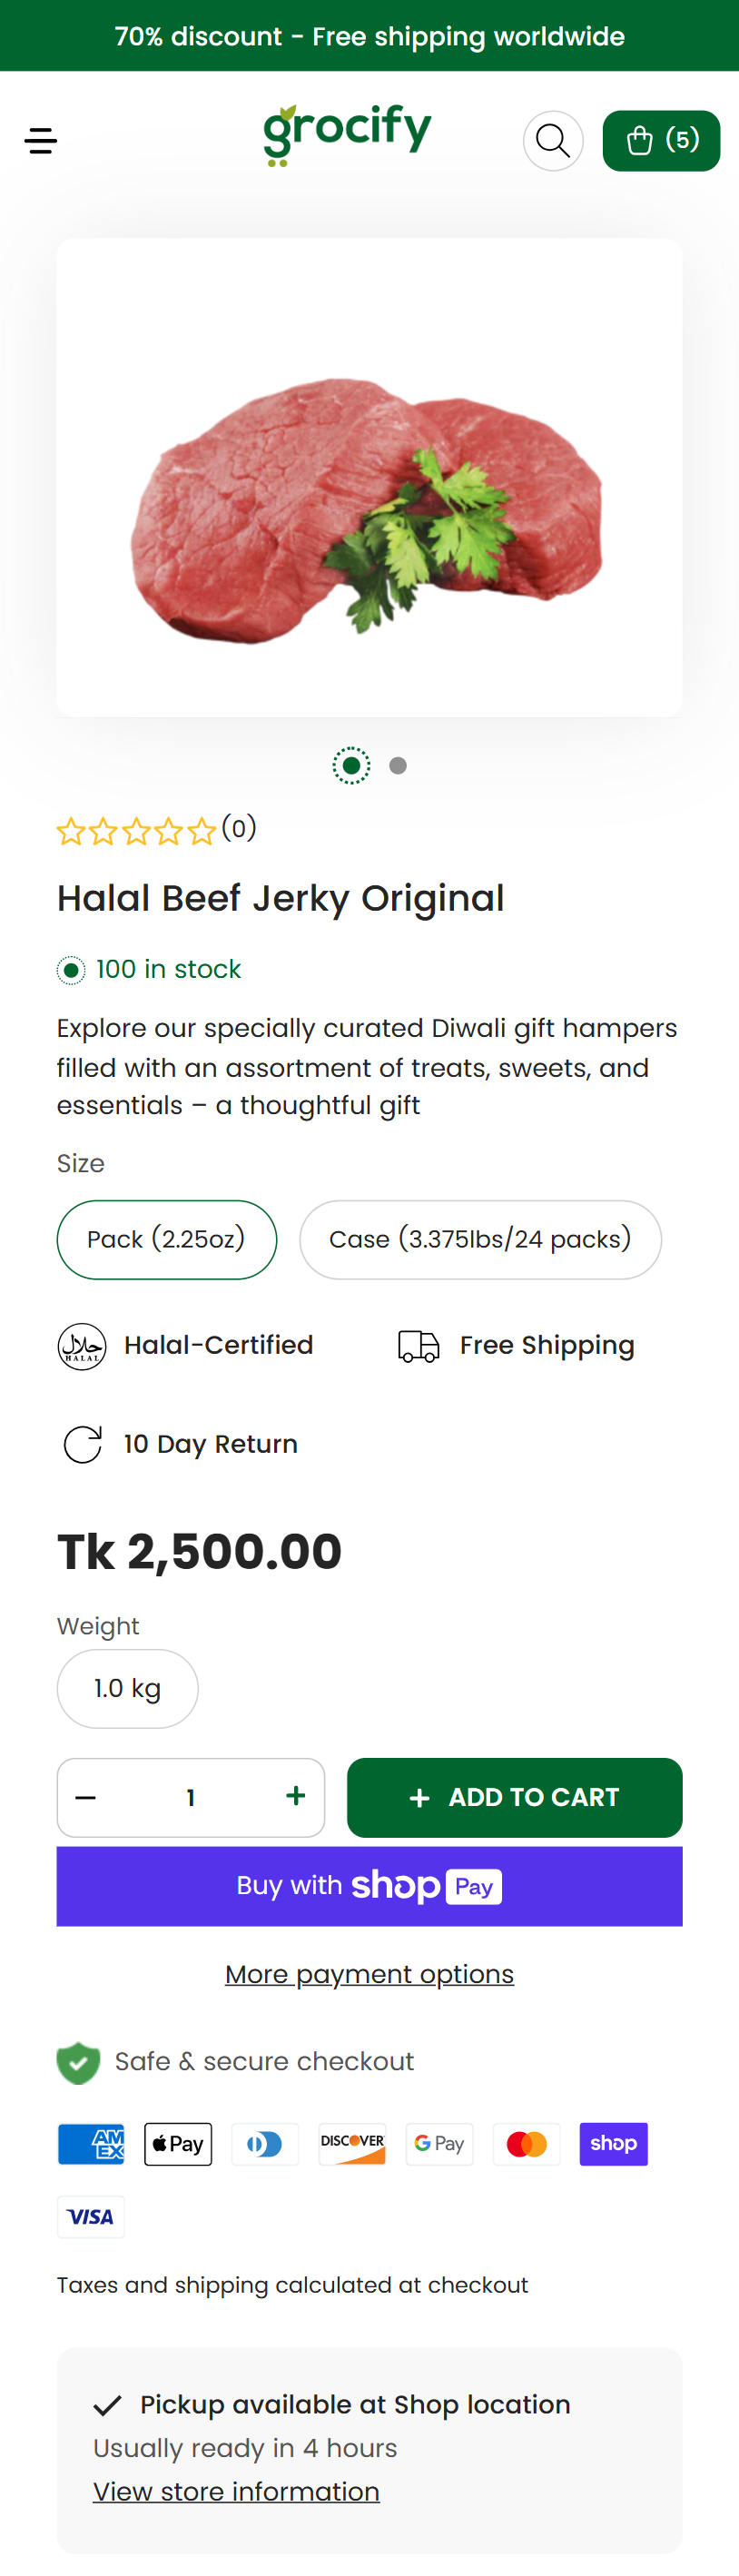 70% discount - Free shipping worldwide
grocify
(5)
(0)
Halal Beef Jerky Original
100 in stock
Explore our specially curated Diwali gift hampers
filled with an assortment of treats, sweets, and
essentials – a thoughtful gift
Size
Pack (2.25oz)
Case (3.375lbs/24 packs)
حلال
HALAL
Halal-Certified
Free Shipping
10 Day Return
Tk 2,500.00
Weight
1.0 kg
1
ADD TO CART
Buy with shop Pay
More payment options
Safe & secure checkout
AM
EX
Pay
DISCOVER
G Pay
shop
VISA
Taxes and shipping calculated at checkout
Pickup available at Shop location
Usually ready in 4 hours
View store information